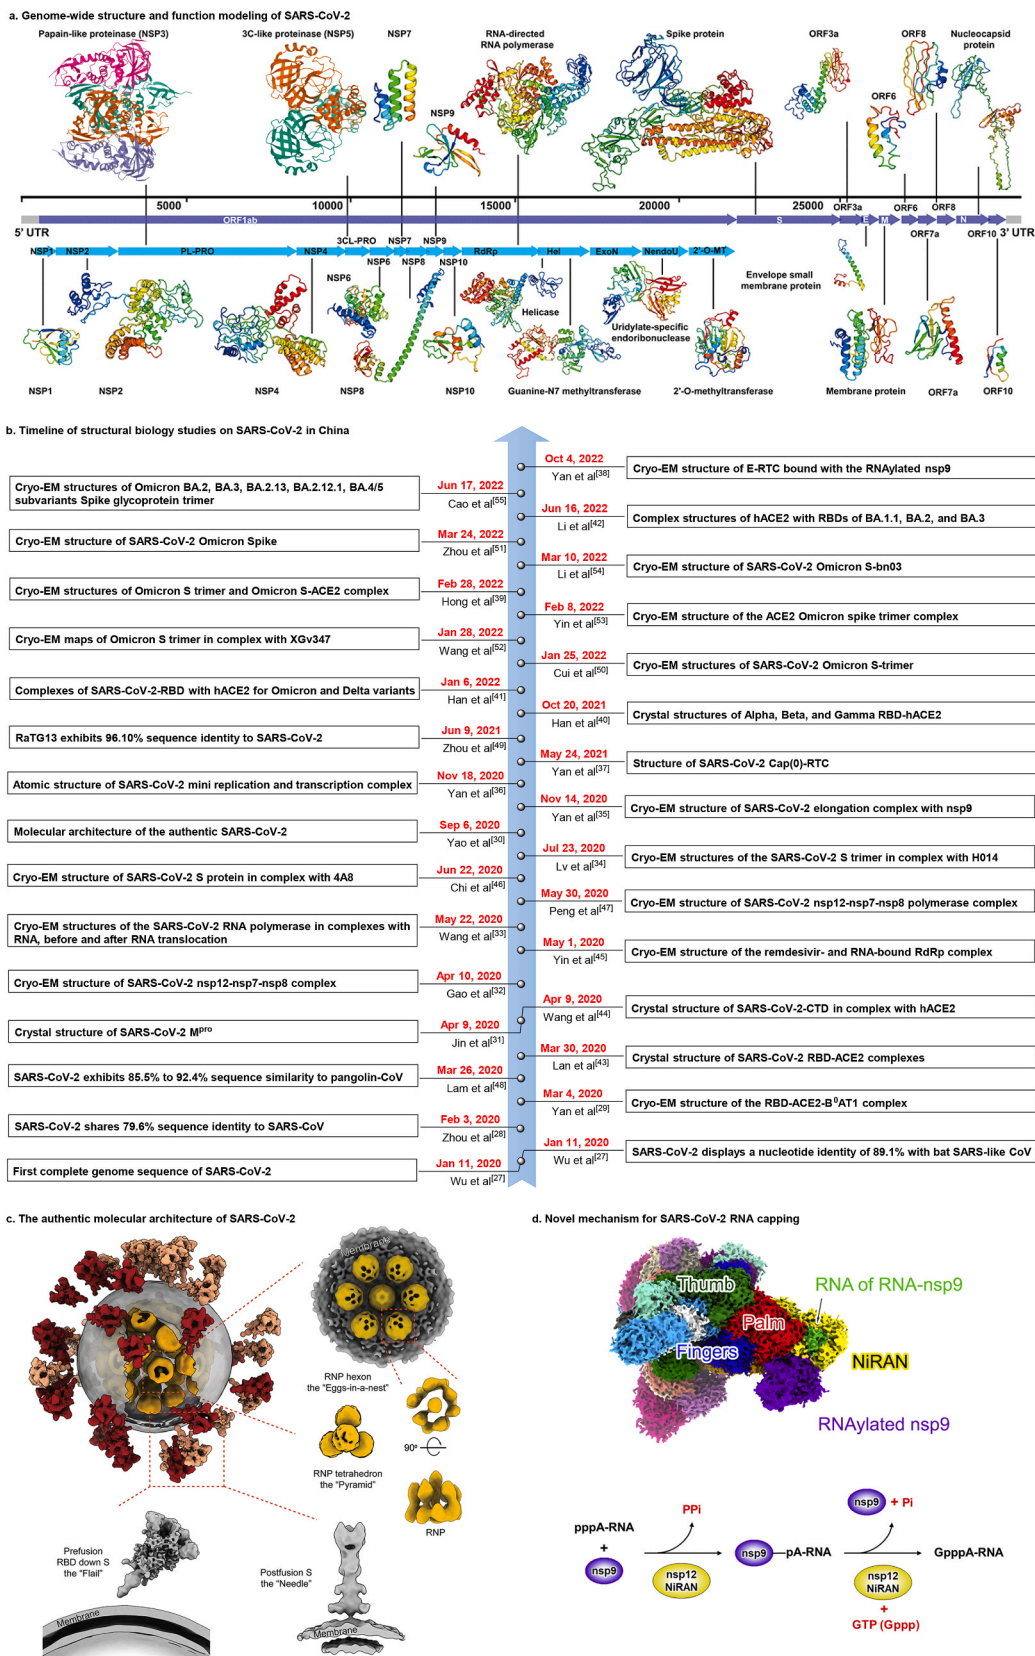 a. Genome-wide structure and function modeling of SARS-CoV-2
Papain-like proteinase (NSP3)
3C-like proteinase (NSP5)
NSP7
NSP9
RNA-directed
RNA polymerase
Spike protein
ORF3a
ORF6
ORF8
Nucleocapsid
protein
5000
10000
15000
20000
25000
ORF3a
ORF6
ORF8
ORF1ab
S
E
M
N
5' UTR
ORF7a
ORF10
3' UTR
3CL-PRO
NSP7
NSP9
NSP1
NSP2
PL-PRO
NSP4
NSP6
NSP8
NSP10
RdRp
Hel
ExoN
NendoU
2'-O-MT
NSP6
Helicase
Uridylate-specific
endoribonuclease
Envelope small
membrane protein
NSP1
NSP2
NSP4
NSP8
NSP10
Guanine-N7 methyltransferase
2'-O-methyltransferase
Membrane protein
ORF7a
ORF10
b. Timeline of structural biology studies on SARS-CoV-2 in China
Oct 4, 2022
Yan et al[38]
Cryo-EM structure of E-RTC bound with the RNAylated nsp9
Cryo-EM structures of Omicron BA.2, BA.3, BA.2.13, BA.2.12.1, BA.4/5
subvariants Spike glycoprotein trimer
Jun 17, 2022
Cao et al[55]
Jun 16, 2022
Li et al[42]
Complex structures of hACE2 with RBDs of BA.1.1, BA.2, and BA.3
Cryo-EM structure of SARS-CoV-2 Omicron Spike
Mar 24, 2022
Zhou et al[51]
Mar 10, 2022
Li et al[54]
Cryo-EM structure of SARS-CoV-2 Omicron S-bn03
Cryo-EM structures of Omicron S trimer and Omicron S-ACE2 complex
Feb 28, 2022
Hong et al[39]
Feb 8, 2022
Yin et al[53]
Cryo-EM structure of the ACE2 Omicron spike trimer complex
Cryo-EM maps of Omicron S trimer in complex with XGv347
Jan 28, 2022
Wang et al[52]
Jan 25, 2022
Cui et al[50]
Cryo-EM structures of SARS-CoV-2 Omicron S-trimer
Complexes of SARS-CoV-2-RBD with hACE2 for Omicron and Delta variants
Jan 6, 2022
Han et al[41]
Oct 20, 2021
Han et al[40]
Crystal structures of Alpha, Beta, and Gamma RBD-hACE2
RaTG13 exhibits 96.10% sequence identity to SARS-CoV-2
Jun 9, 2021
Zhou et al[49]
May 24, 2021
Yan et al[37]
Structure of SARS-CoV-2 Cap(0)-RTC
Atomic structure of SARS-CoV-2 mini replication and transcription complex
Nov 18, 2020
Yan et al[36]
Nov 14, 2020
Yan et al[35]
Cryo-EM structure of SARS-CoV-2 elongation complex with nsp9
Molecular architecture of the authentic SARS-CoV-2
Sep 6, 2020
Yao et al[30]
Jul 23, 2020
Lv et al[34]
Cryo-EM structures of the SARS-CoV-2 S trimer in complex with H014
Cryo-EM structure of SARS-CoV-2 S protein in complex with 4A8
Jun 22, 2020
Chi et al[46]
May 30, 2020
Peng et al[47]
Cryo-EM structure of SARS-CoV-2 nsp12-nsp7-nsp8 polymerase complex
Cryo-EM structures of the SARS-CoV-2 RNA polymerase in complexes with
RNA, before and after RNA translocation
May 22, 2020
Wang et al[33]
May 1, 2020
Yin et al[45]
Cryo-EM structure of the remdesivir- and RNA-bound RdRp complex
Cryo-EM structure of SARS-CoV-2 nsp12-nsp7-nsp8 complex
Apr 10, 2020
Gao et al[32]
Apr 9, 2020
Wang et al[44]
Crystal structure of SARS-CoV-2-CTD in complex with hACE2
Crystal structure of SARS-CoV-2 Mpro
Apr 9, 2020
Jin et al[31]
Mar 30, 2020
Lan et al[43]
Crystal structure of SARS-CoV-2 RBD-ACE2 complexes
SARS-CoV-2 exhibits 85.5% to 92.4% sequence similarity to pangolin-CoV
Mar 26, 2020
Lam et al[48]
Mar 4, 2020
Yan et al[29]
Cryo-EM structure of the RBD-ACE2-B0AT1 complex
SARS-CoV-2 shares 79.6% sequence identity to SARS-CoV
Feb 3, 2020
Zhou et al[28]
Jan 11, 2020
Wu et al[27]
SARS-CoV-2 displays a nucleotide identity of 89.1% with bat SARS-like CoV
First complete genome sequence of SARS-CoV-2
Jan 11, 2020
Wu et al[27]
c. The authentic molecular architecture of SARS-CoV-2
Membrane
RNP hexon
the "Eggs-in-a-nest"
90°
RNP tetrahedron
the "Pyramid"
RNP
Prefusion
RBD down S
the "Flail"
Postfusion S
the "Needle"
Membrane
Membrane
d. Novel mechanism for SARS-CoV-2 RNA capping
Thumb
RNA of RNA-nsp9
Palm
Fingers
NiRAN
RNAylated nsp9
pppA-RNA
+
nsp9
PPi
nsp12
NiRAN
nsp9
pA-RNA
nsp9
+ Pi
nsp12
NiRAN
+
GTP (Gppp)
GpppA-RNA